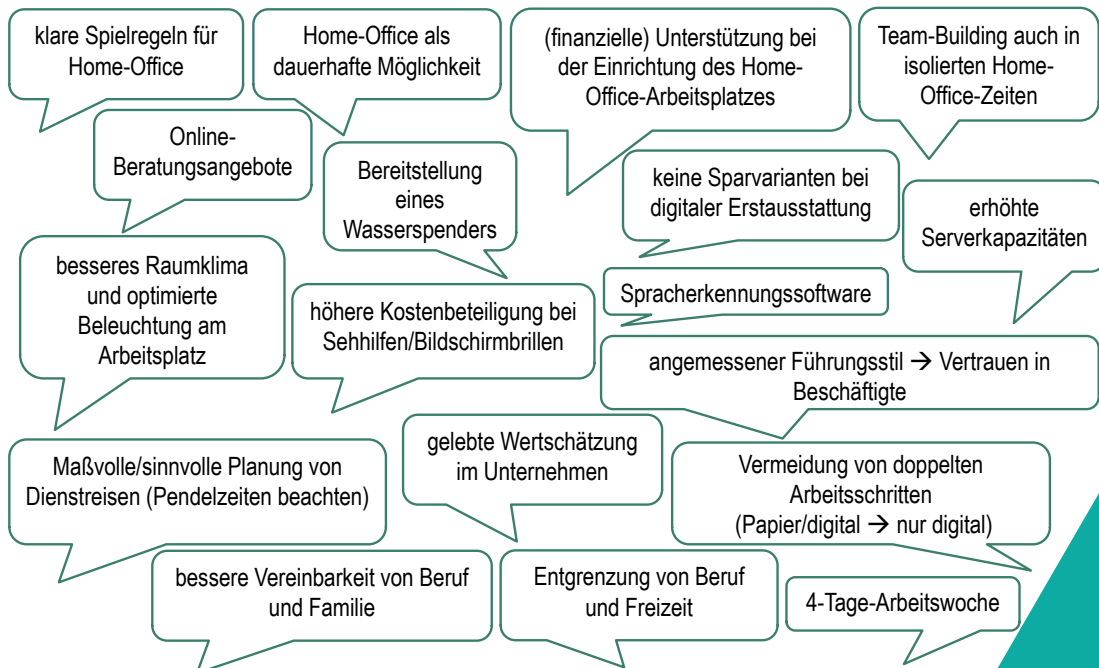 klare Spielregeln für
Home-Office
Home-Office als
dauerhafte Möglichkeit
(finanzielle) Unterstützung bei
der Einrichtung des Home-
Office-Arbeitsplatzes
Team-Building auch in
isolierten Home-
Office-Zeiten
Online-
Beratungsangebote
Bereitstellung
eines
Wasserspenders
keine Sparvarianten bei
digitaler Erstausstattung
erhöhte
Serverkapazitäten
besseres Raumklima
und optimierte
Beleuchtung am
Arbeitsplatz
höhere Kostenbeteiligung bei
Sehhilfen/Bildschirmbrillen
Spracherkennungssoftware
angemessener Führungsstil → Vertrauen in
Beschäftigte
Maßvolle/sinnvolle Planung von
Dienstreisen (Pendelzeiten beachten)
gelebte Wertschätzung
im Unternehmen
Vermeidung von doppelten
Arbeitsschritten
(Papier/digital → nur digital)
bessere Vereinbarkeit von Beruf
und Familie
Entgrenzung von Beruf
und Freizeit
4-Tage-Arbeitswoche